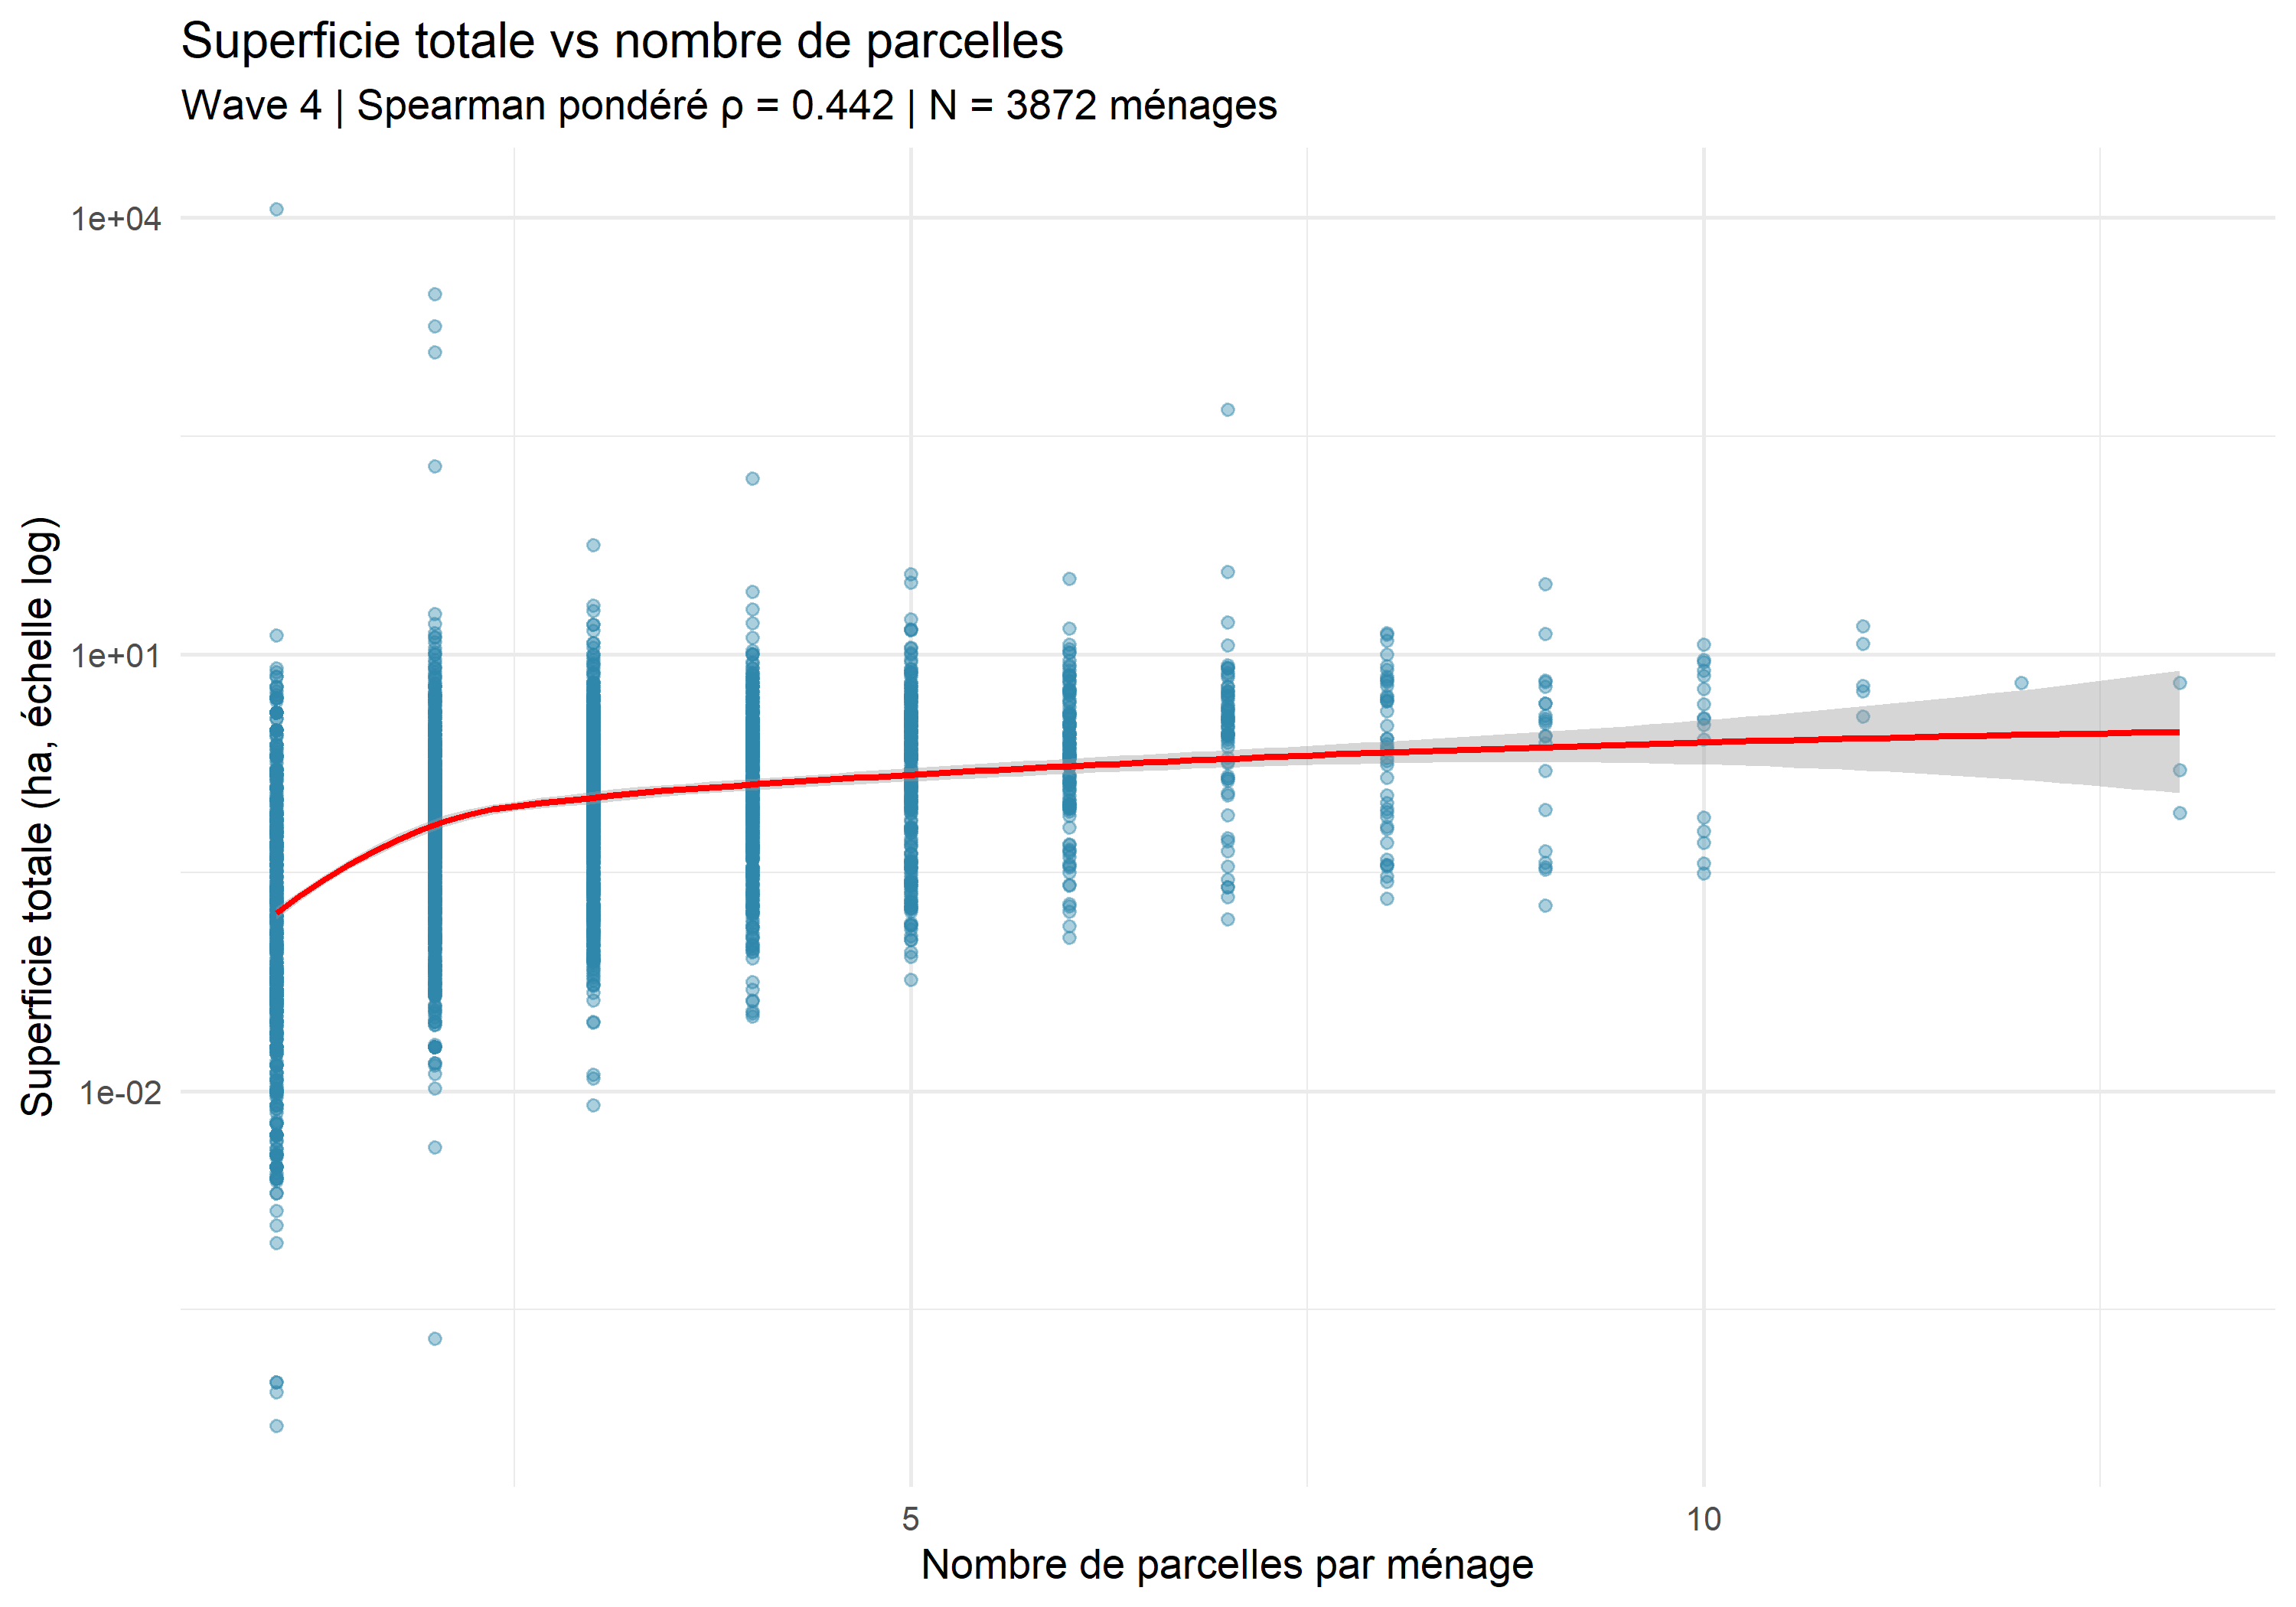 Superficie totale vs nombre de parcelles
Wave 4 | Spearman pondéré ρ = 0.442 | N = 3872 ménages
Superficie totale (ha, échelle log)
1e+04
1e+01
1e-02
5
10
Nombre de parcelles par ménage